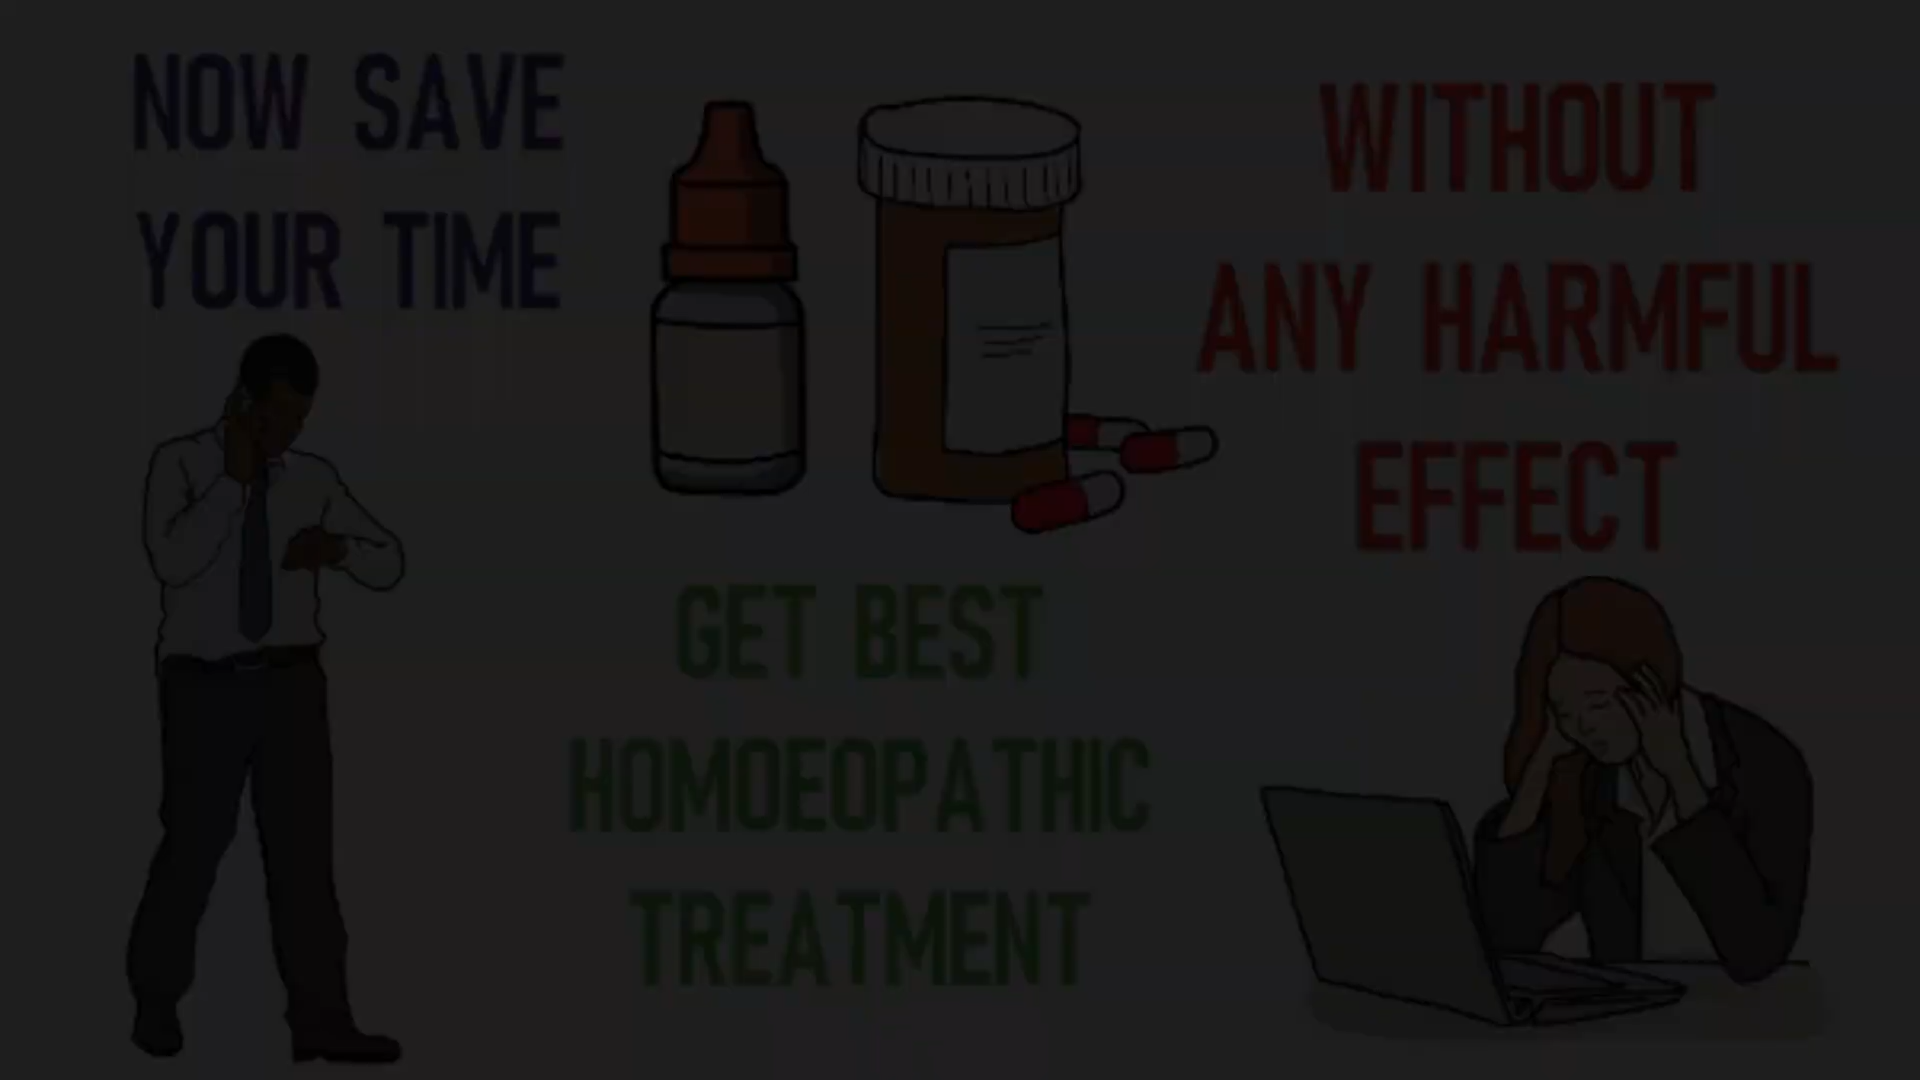 NOW SAVE
YOUR TIME
WITHOUT
ANY HARMFUL
EFFECT
GET BEST
HOMOEOPATHIC
TREATMENT